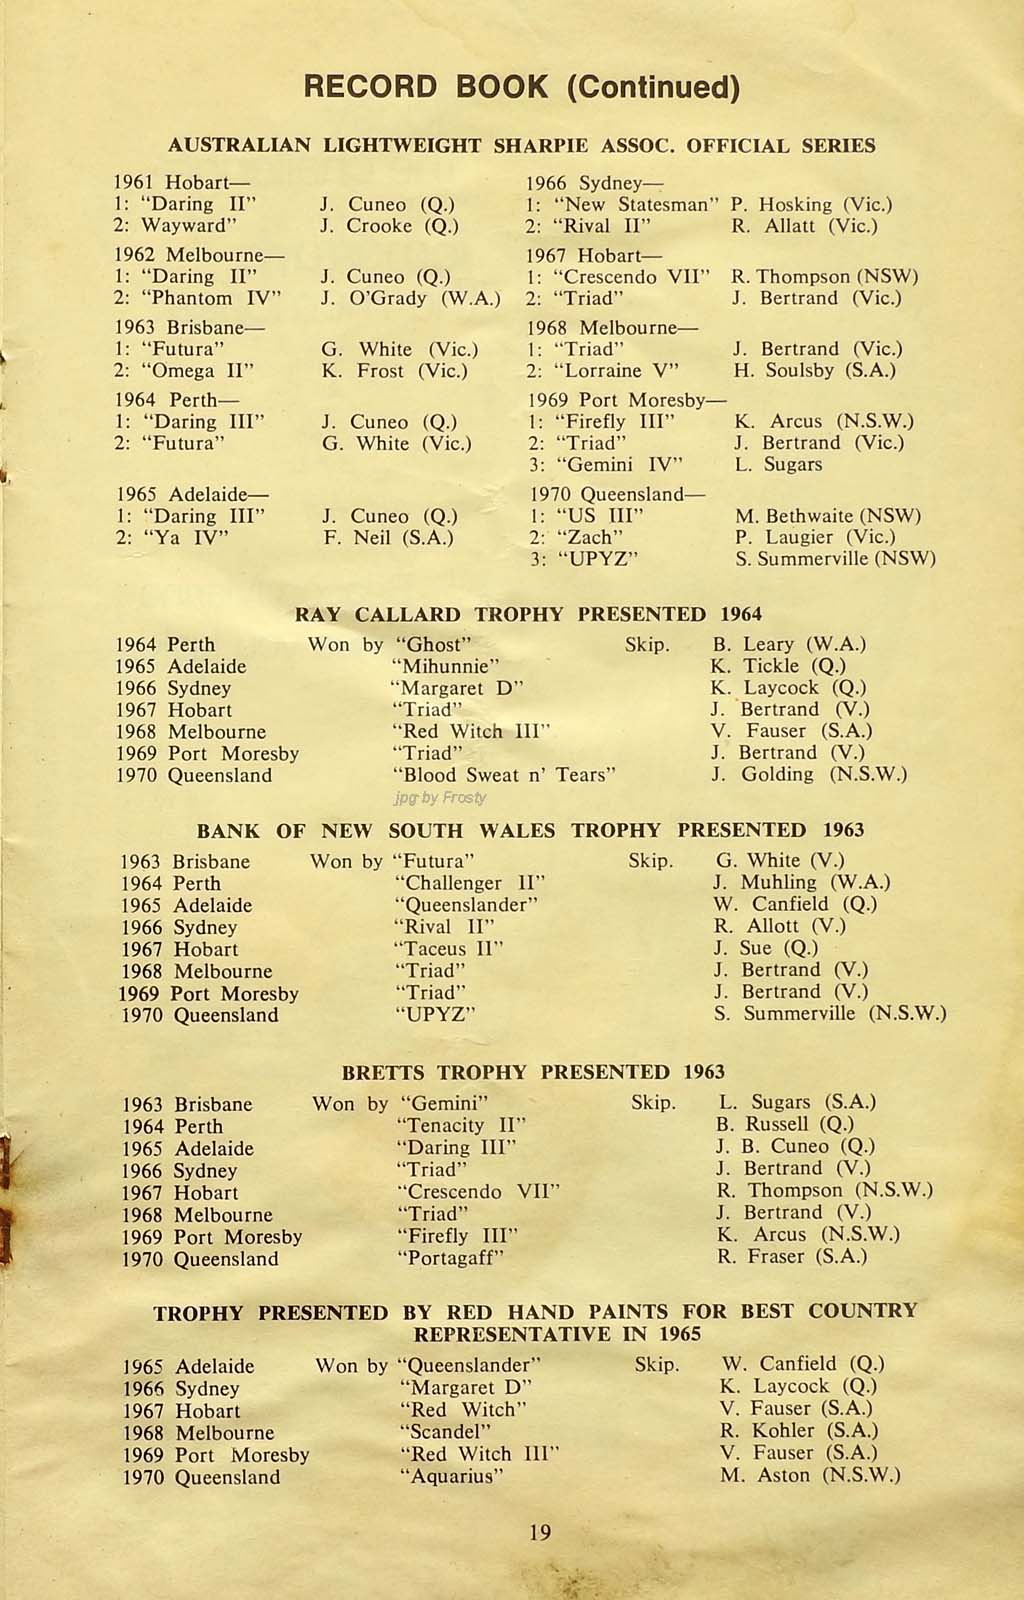 RECORD BOOK (Continued)
AUSTRALIAN LIGHTWEIGHT SHARPIE ASSOC. OFFICIAL SERIES
1961 Hobart—
1: "Daring II" J. Cuneo (Q.)
2: Wayward" J. Crooke (Q.)
1962 Melbourne—
1: "Daring II" J. Cuneo (Q.)
2: "Phantom IV" J. O'Grady (W.A.)
1963 Brisbane—
1: "Futura" G. White (Vic.)
2: "Omega II" K. Frost (Vic.)
1964 Perth—
1: "Daring III" J. Cuneo (Q.)
2: "Futura" G. White (Vic.)
1965 Adelaide—
1: "Daring III" J. Cuneo (Q.)
2: "Ya IV" F. Neil (S.A.)
1966 Sydney—
1: "New Statesman" P. Hosking (Vic.)
2: "Rival II" R. Allatt (Vic.)
1967 Hobart—
1: "Crescendo VII" R. Thompson (NSW)
2: "Triad" J. Bertrand (Vic.)
1968 Melbourne—
1: "Triad" J. Bertrand (Vic.)
2: "Lorraine V" H. Soulsby (S.A.)
1969 Port Moresby—
1: "Firefly III" K. Arcus (N.S.W.)
2: "Triad" J. Bertrand (Vic.)
3: "Gemini IV" L. Sugars
1970 Queensland—
1: "US III" M. Bethwaite (NSW)
2: "Zach" P. Laugier (Vic.)
3: "UPYZ" S. Summerville (NSW)
RAY CALLARD TROPHY PRESENTED 1964
1964 Perth Won by "Ghost" Skip. B. Leary (W.A.)
1965 Adelaide "Mihunnie" K. Tickle (Q.)
1966 Sydney "Margaret D" K. Laycock (Q.)
1967 Hobart "Triad" J. Bertrand (V.)
1968 Melbourne "Red Witch III" V. Fauser (S.A.)
1969 Port Moresby "Triad" J. Bertrand (V.)
1970 Queensland "Blood Sweat n' Tears" J. Golding (N.S.W.)
jpg by Frosty
BANK OF NEW SOUTH WALES TROPHY PRESENTED 1963
1963 Brisbane Won by "Futura" Skip. G. White (V.)
1964 Perth "Challenger II" J. Muhling (W.A.)
1965 Adelaide "Queenslander" W. Canfield (Q.)
1966 Sydney "Rival II" R. Allott (V.)
1967 Hobart "Taceus II" J. Sue (Q.)
1968 Melbourne "Triad" J. Bertrand (V.)
1969 Port Moresby "Triad" J. Bertrand (V.)
1970 Queensland "UPYZ" S. Summerville (N.S.W.)
BRETTS TROPHY PRESENTED 1963
1963 Brisbane Won by "Gemini" Skip. L. Sugars (S.A.)
1964 Perth "Tenacity II" B. Russell (Q.)
1965 Adelaide "Daring III" J. B. Cuneo (Q.)
1966 Sydney "Triad" J. Bertrand (V.)
1967 Hobart "Crescendo VII" R. Thompson (N.S.W.)
1968 Melbourne "Triad" J. Bertrand (V.)
1969 Port Moresby "Firefly III" K. Arcus (N.S.W.)
1970 Queensland "Portagaff" R. Fraser (S.A.)
TROPHY PRESENTED BY RED HAND PAINTS FOR BEST COUNTRY
REPRESENTATIVE IN 1965
1965 Adelaide Won by "Queenslander" Skip. W. Canfield (Q.)
1966 Sydney "Margaret D" K. Laycock (Q.)
1967 Hobart "Red Witch" V. Fauser (S.A.)
1968 Melbourne "Scandel" R. Kohler (S.A.)
1969 Port Moresby "Red Witch III" V. Fauser (S.A.)
1970 Queensland "Aquarius" M. Aston (N.S.W.)
19